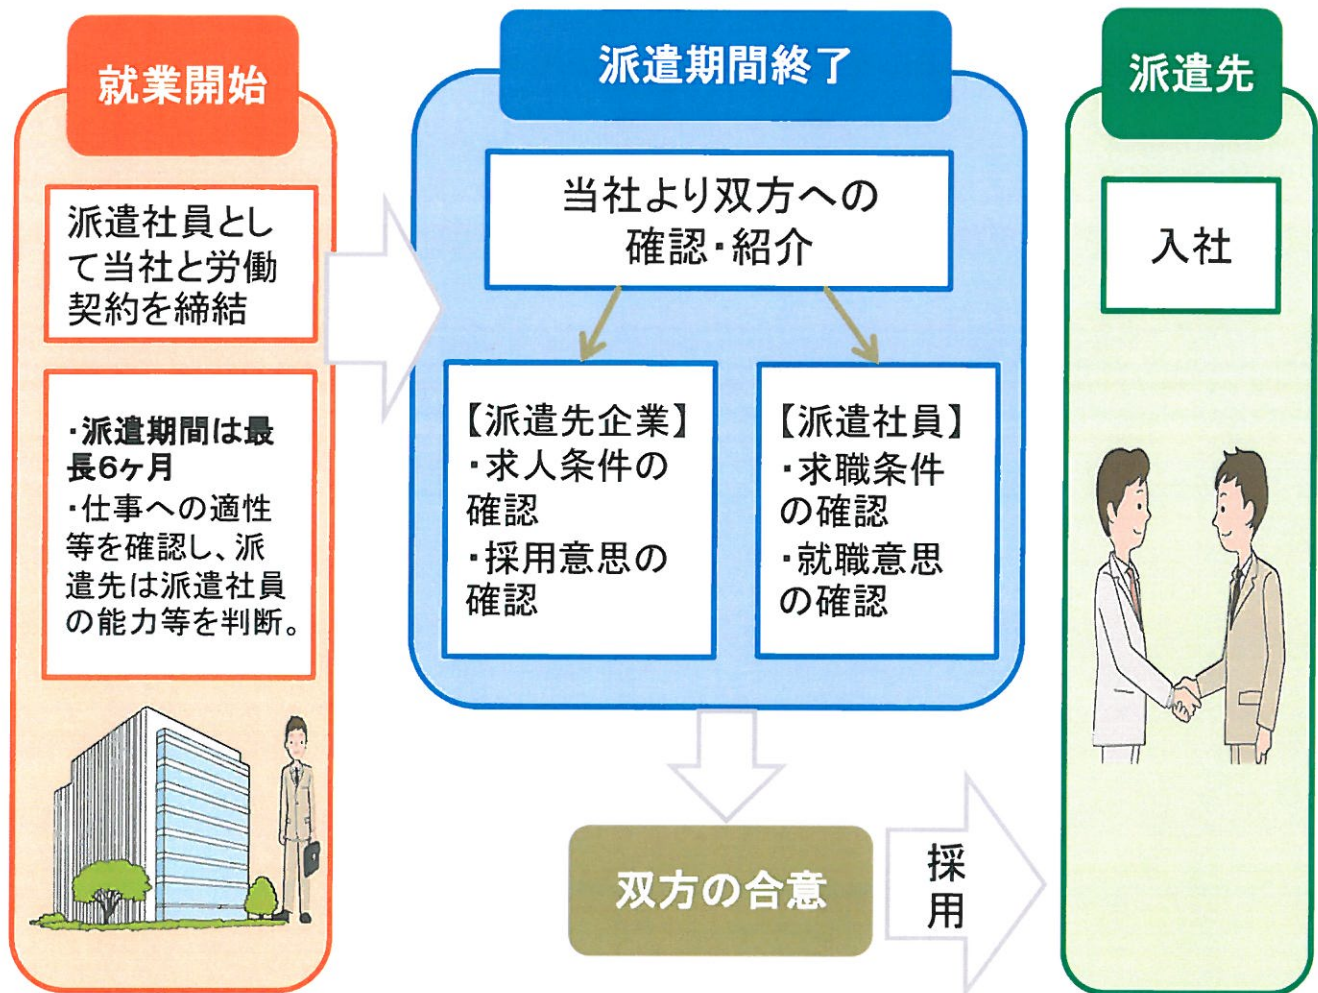 就業開始
派遣社員とし
て当社と労働
契約を締結
・派遣期間は最
長6ヶ月
・仕事への適性
等を確認し、派
遣先は派遣社員
の能力等を判断。
派遣期間終了
当社より双方への
確認・紹介
【派遣先企業】
・求人条件の
確認
・採用意思の
確認
【派遣社員】
・求職条件
の確認
・就職意思
の確認
双方の合意
採
用
派遣先
入社